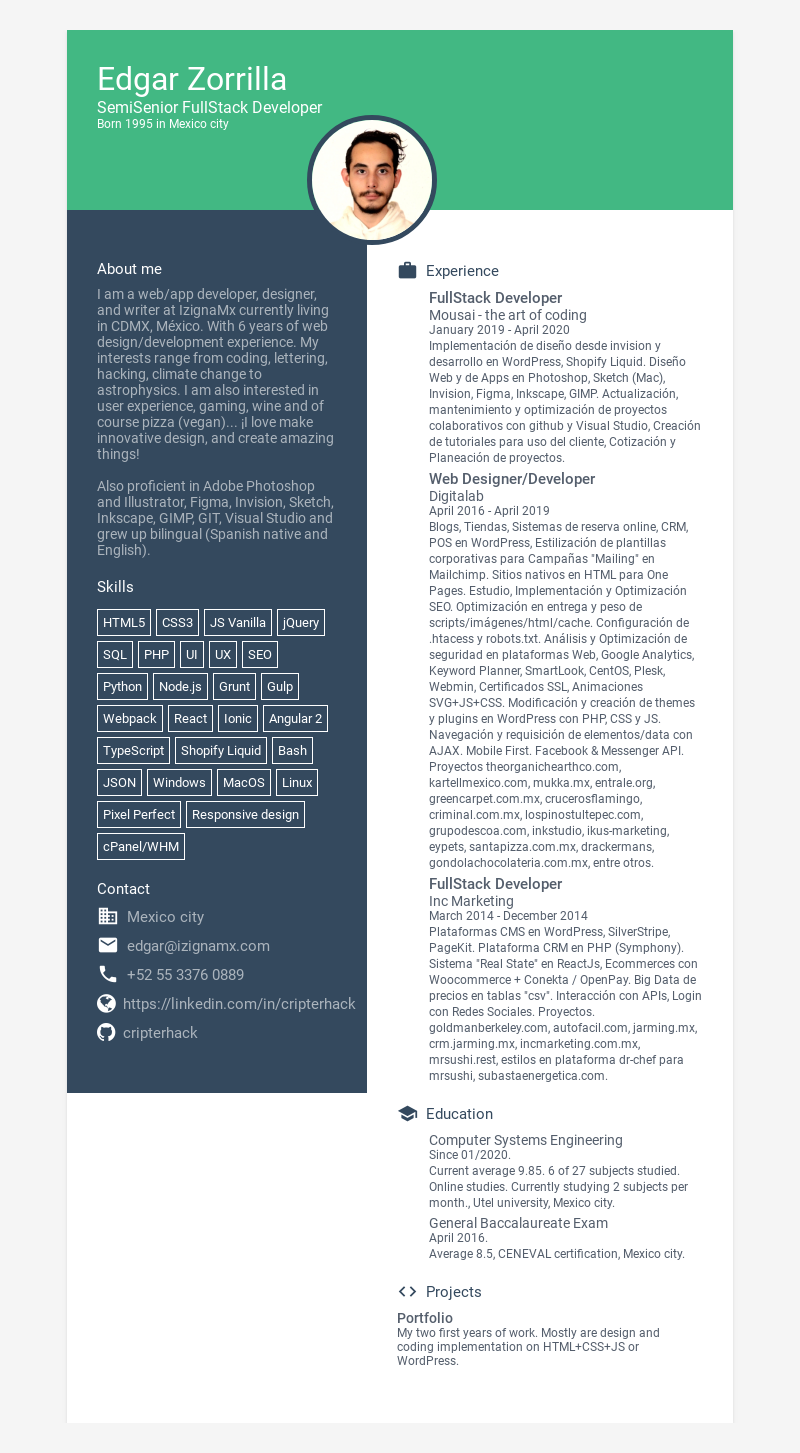 Edgar Zorrilla
SemiSenior FullStack Developer
Born 1995 in Mexico city
About me
I am a web/app developer, designer,
and writer at IzignaMx currently living
in CDMX, México. With 6 years of web
design/development experience. My
interests range from coding, lettering,
hacking, climate change to
astrophysics. I am also interested in
user experience, gaming, wine and of
course pizza (vegan)... ¡I love make
innovative design, and create amazing
things!
Also proficient in Adobe Photoshop
and Illustrator, Figma, Invision, Sketch,
Inkscape, GIMP, GIT, Visual Studio and
grew up bilingual (Spanish native and
English).
Skills
HTML5 CSS3 JS Vanilla jQuery
SQL PHP UI UX SEO
Python Node.js Grunt Gulp
Webpack React Ionic Angular 2
TypeScript Shopify Liquid Bash
JSON Windows MacOS Linux
Pixel Perfect Responsive design
cPanel/WHM
Contact
Mexico city
edgar@izignamx.com
+52 55 3376 0889
https://linkedin.com/in/cripterhack
cripterhack
Experience
FullStack Developer
Mousai - the art of coding
January 2019 - April 2020
Implementación de diseño desde invision y
desarrollo en WordPress, Shopify Liquid. Diseño
Web y de Apps en Photoshop, Sketch (Mac),
Invision, Figma, Inkscape, GIMP. Actualización,
mantenimiento y optimización de proyectos
colaborativos con github y Visual Studio, Creación
de tutoriales para uso del cliente, Cotización y
Planeación de proyectos.
Web Designer/Developer
Digitalab
April 2016 - April 2019
Blogs, Tiendas, Sistemas de reserva online, CRM,
POS en WordPress, Estilización de plantillas
corporativas para Campañas "Mailing" en
Mailchimp. Sitios nativos en HTML para One
Pages. Estudio, Implementación y Optimización
SEO. Optimización en entrega y peso de
scripts/imágenes/html/cache. Configuración de
.htacess y robots.txt. Análisis y Optimización de
seguridad en plataformas Web, Google Analytics,
Keyword Planner, SmartLook, CentOS, Plesk,
Webmin, Certificados SSL, Animaciones
SVG+JS+CSS. Modificación y creación de themes
y plugins en WordPress con PHP, CSS y JS.
Navegación y requisición de elementos/data con
AJAX. Mobile First. Facebook & Messenger API.
Proyectos theorganichearthco.com,
kartellmexico.com, mukka.mx, entrale.org,
greencarpet.com.mx, crucerosflamingo,
criminal.com.mx, lospinostultepec.com,
grupodescoa.com, inkstudio, ikus-marketing,
eypets, santapizza.com.mx, drackermans,
gondolachocolateria.com.mx, entre otros.
FullStack Developer
Inc Marketing
March 2014 - December 2014
Plataformas CMS en WordPress, SilverStripe,
PageKit. Plataforma CRM en PHP (Symphony).
Sistema "Real State" en ReactJs, Ecommerces con
Woocommerce + Conekta / OpenPay. Big Data de
precios en tablas "csv". Interacción con APIs, Login
con Redes Sociales. Proyectos.
goldmanberkeley.com, autofacil.com, jarming.mx,
crm.jarming.mx, incmarketing.com.mx,
mrsushi.rest, estilos en plataforma dr-chef para
mrsushi, subastaenergetica.com.
Education
Computer Systems Engineering
Since 01/2020.
Current average 9.85. 6 of 27 subjects studied.
Online studies. Currently studying 2 subjects per
month., Utel university, Mexico city.
General Baccalaureate Exam
April 2016.
Average 8.5, CENEVAL certification, Mexico city.
Projects
Portfolio
My two first years of work. Mostly are design and
coding implementation on HTML+CSS+JS or
WordPress.